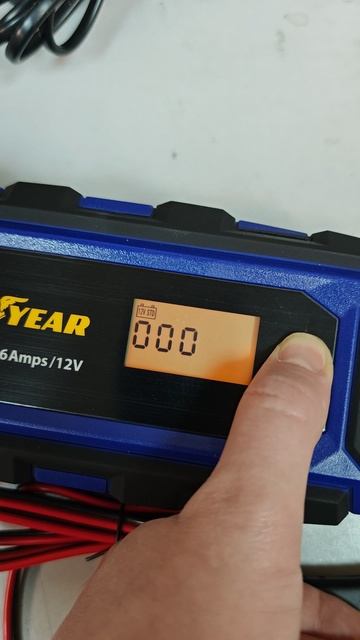 YEAR
6Amps/12V
12V STD
000